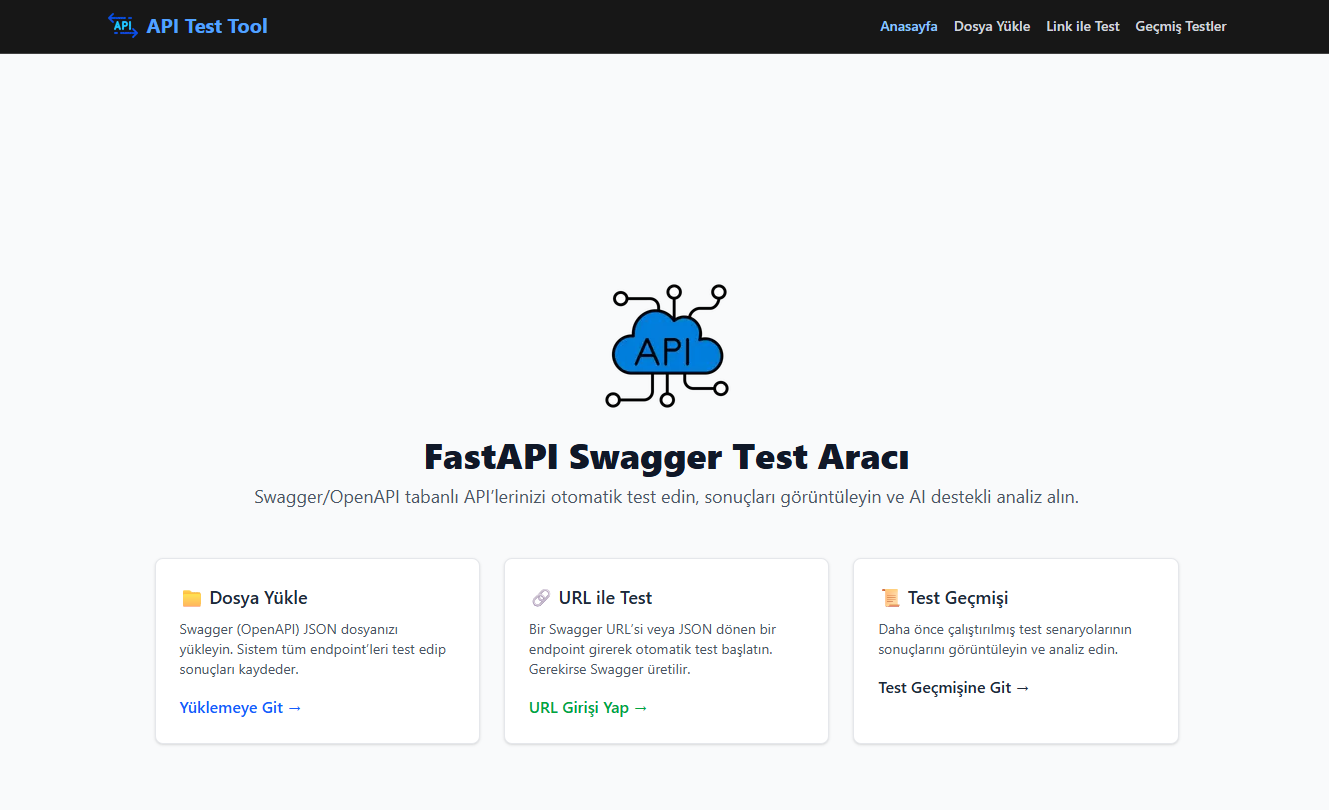 API API Test Tool
Anasayfa Dosya Yükle Link ile Test Geçmiş Testler
API
FastAPI Swagger Test Aracı
Swagger/OpenAPI tabanlı API’lerinizi otomatik test edin, sonuçları görüntüleyin ve AI destekli analiz alın.
Dosya Yükle
Swagger (OpenAPI) JSON dosyanızı
yükleyin. Sistem tüm endpoint’leri test edip
sonuçları kaydeder.
Yüklemeye Git →
URL ile Test
Bir Swagger URL’si veya JSON dönen bir
endpoint girerek otomatik test başlatın.
Gerekirse Swagger üretilir.
URL Girişi Yap →
Test Geçmişi
Daha önce çalıştırılmış test senaryolarının
sonuçlarını görüntüleyin ve analiz edin.
Test Geçmişine Git →